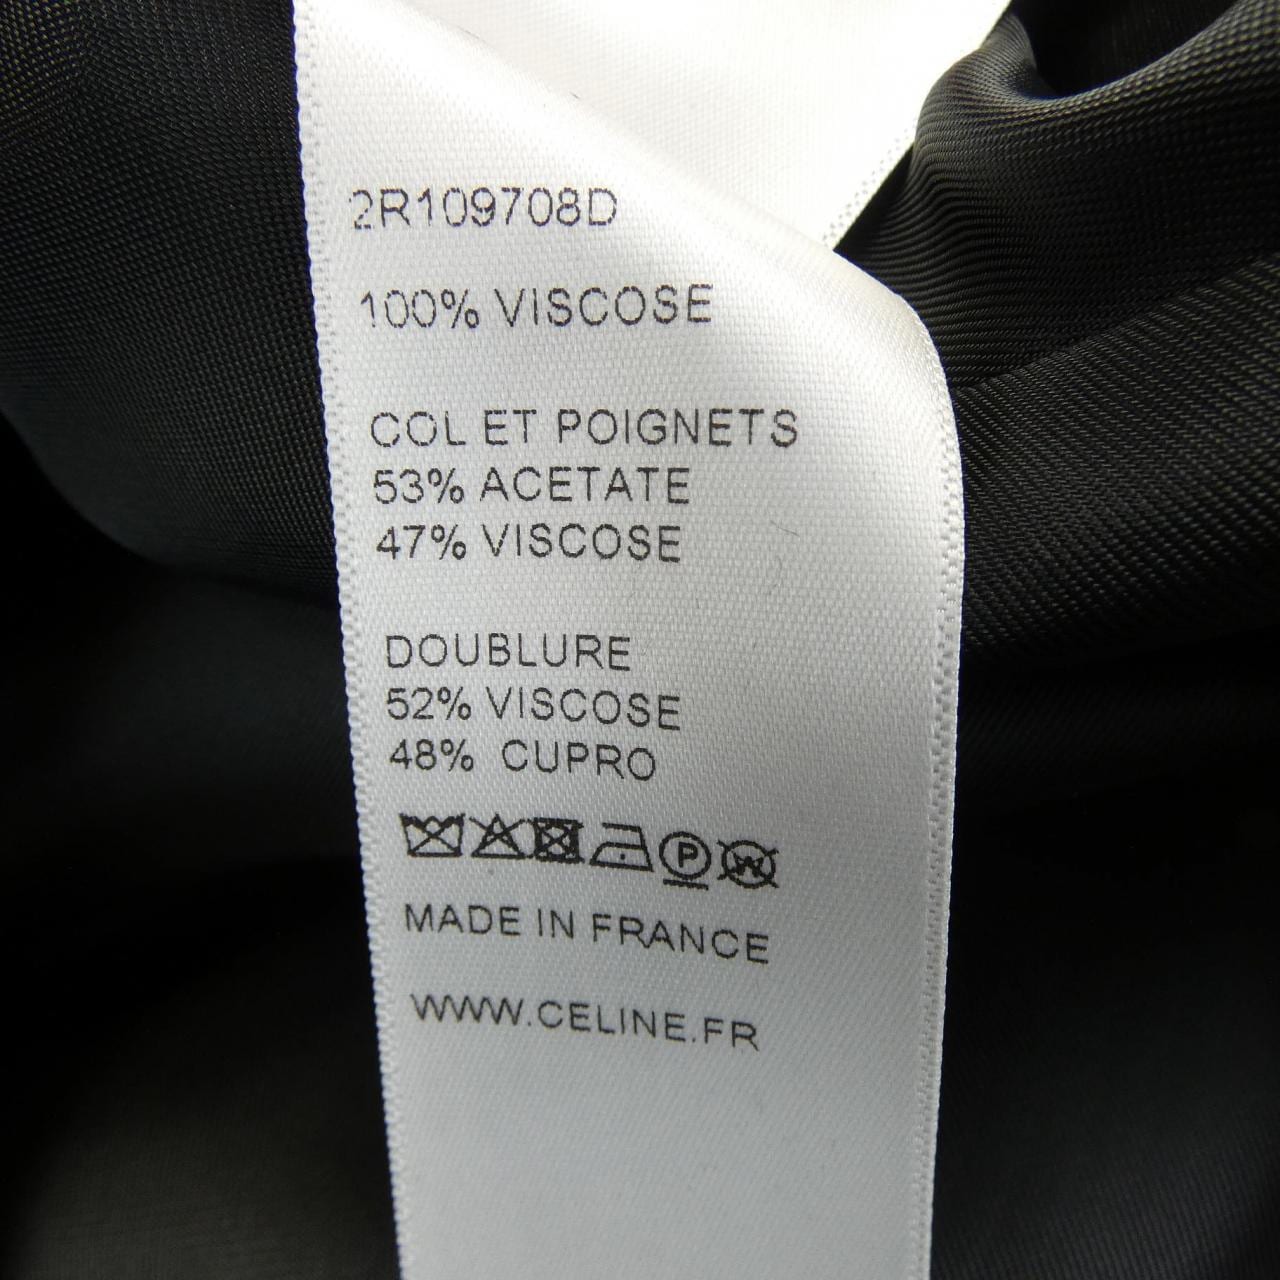 2R109708D
100% VISCOSE
COL ET POIGNETS
53% ACETATE
47% VISCOSE
DOUBLURE
52% VISCOSE
48% CUPRO
P W
MADE IN FRANCE
WWW.CELINE.FR